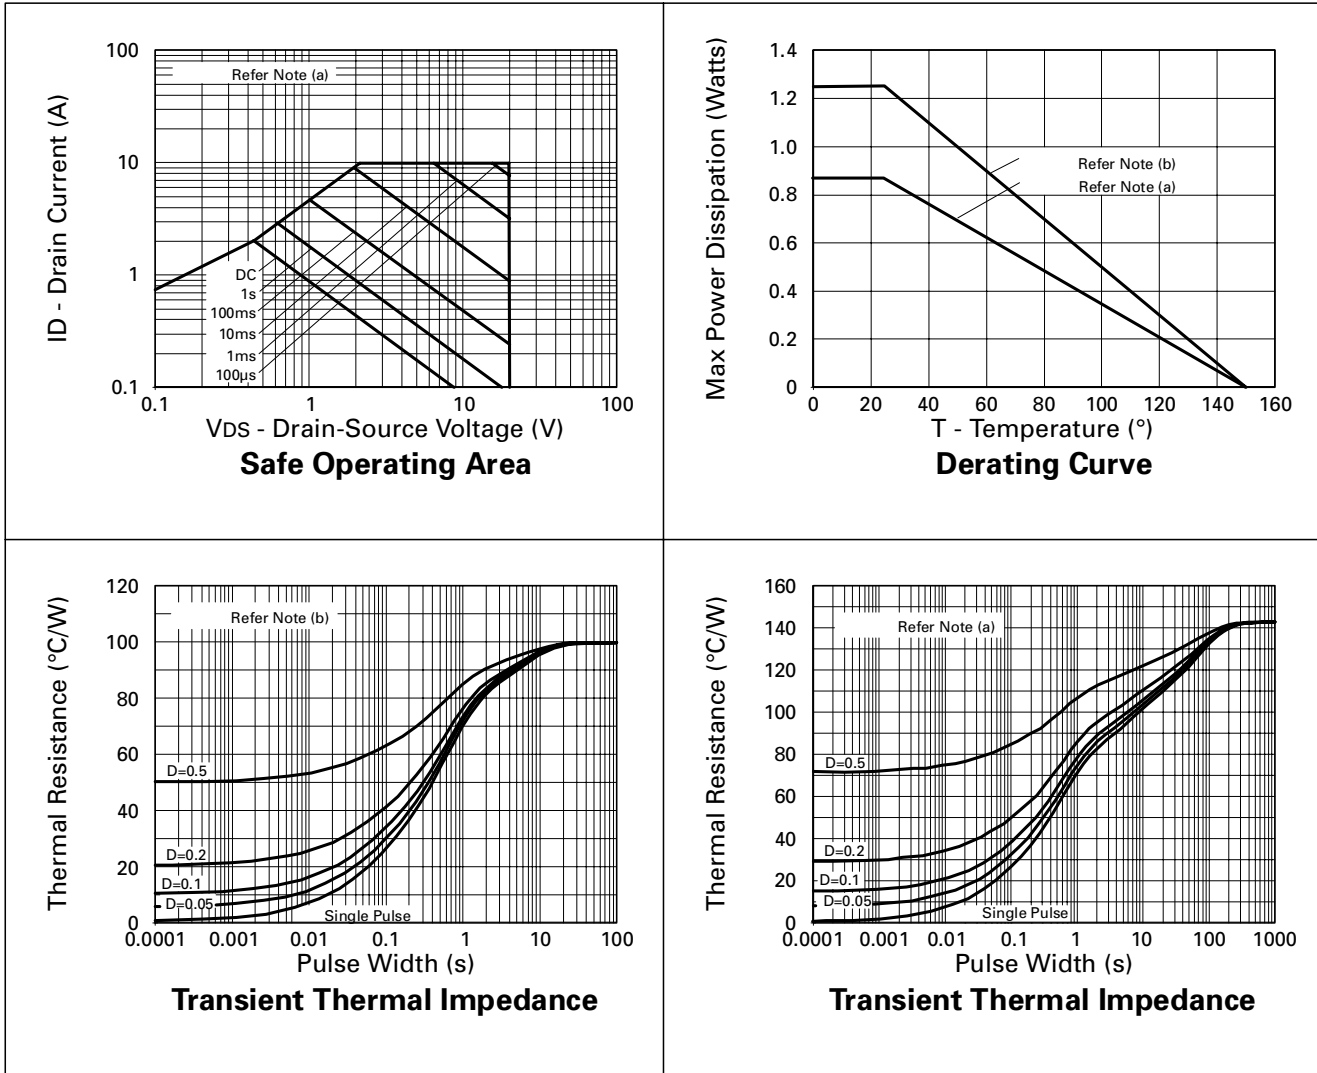 100
10
1
0.1
ID - Drain Current (A)
Refer Note (a)
DC
1s
100ms
10ms
1ms
100µs
0.1
1
10
100
VDS - Drain-Source Voltage (V)
Safe Operating Area
1.4
1.2
1.0
0.8
0.6
0.4
0.2
0
Max Power Dissipation (Watts)
Refer Note (b)
Refer Note (a)
0
20
40
60
80
100
120
140
160
T - Temperature (°)
Derating Curve
120
100
80
60
40
20
0
Thermal Resistance (°C/W)
Refer Note (b)
D=0.5
D=0.2
D=0.1
D=0.05
Single Pulse
0.0001
0.001
0.01
0.1
1
10
100
Pulse Width (s)
Transient Thermal Impedance
160
140
120
100
80
60
40
20
0
Thermal Resistance (°C/W)
Refer Note (a)
D=0.5
D=0.2
D=0.1
D=0.05
Single Pulse
0.0001
0.001
0.01
0.1
1
10
100
1000
Pulse Width (s)
Transient Thermal Impedance